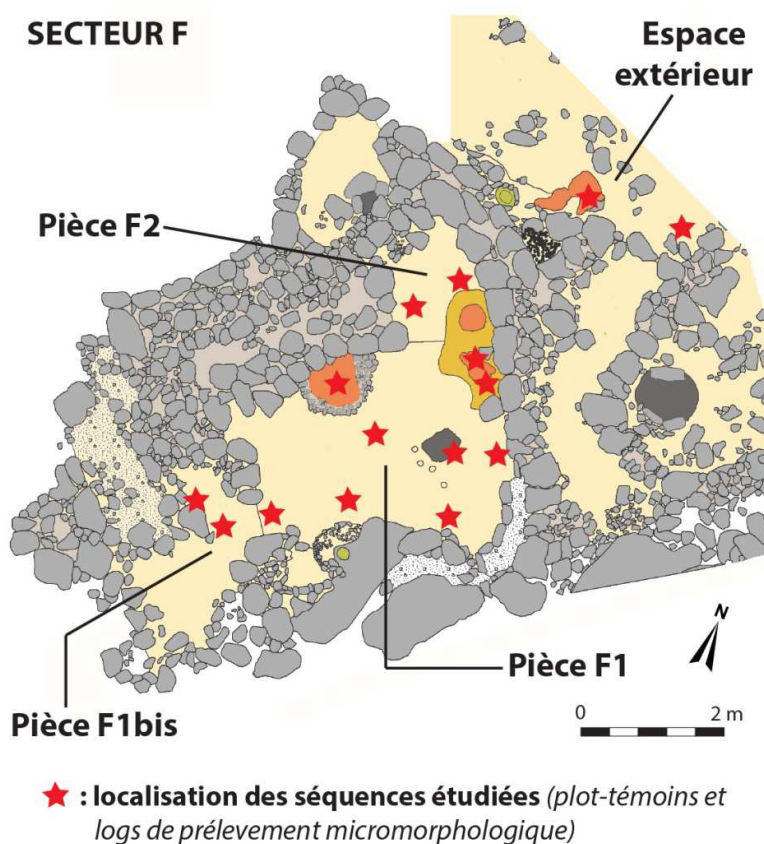 SECTEUR F
Espace
extérieur
Pièce F2
N
Pièce F1
0 2 m
Pièce F1bis
: localisation des séquences étudiées (plot-témoins et
logs de prélevement micromorphologique)